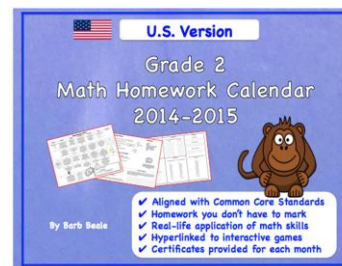 U.S. Version
Grade 2
Math Homework Calendar
2014-2015
✔ Aligned with Common Core Standards
✔ Homework you don't have to mark
✔ Real-life application of math skills
✔ Hyperlinked to interactive games
✔ Certificates provided for each month
By Barb Beale